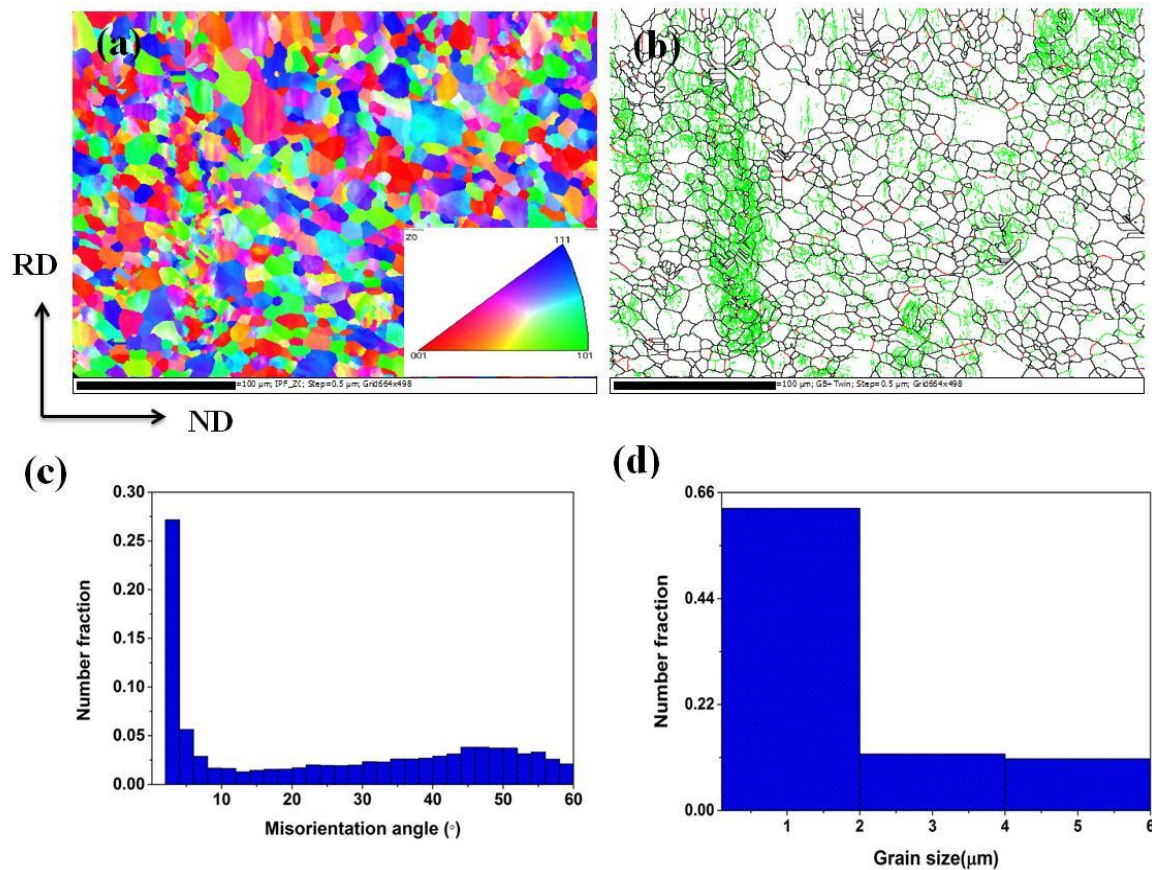 (a)
(b)
RD
ND
Z0
111
001
101
=100 µm; IPF_Z0; Step=0.5 µm; Grid664x498
=100 µm; GB+Twin; Step=0.5 µm; Grid664x498
(c)
0.30
0.25
0.20
0.15
0.10
0.05
0.00
Number fraction
10
20
30
40
50
60
Misorientation angle (°)
(d)
0.66
0.44
0.22
0.00
Number fraction
1
2
3
4
5
6
Grain size(µm)